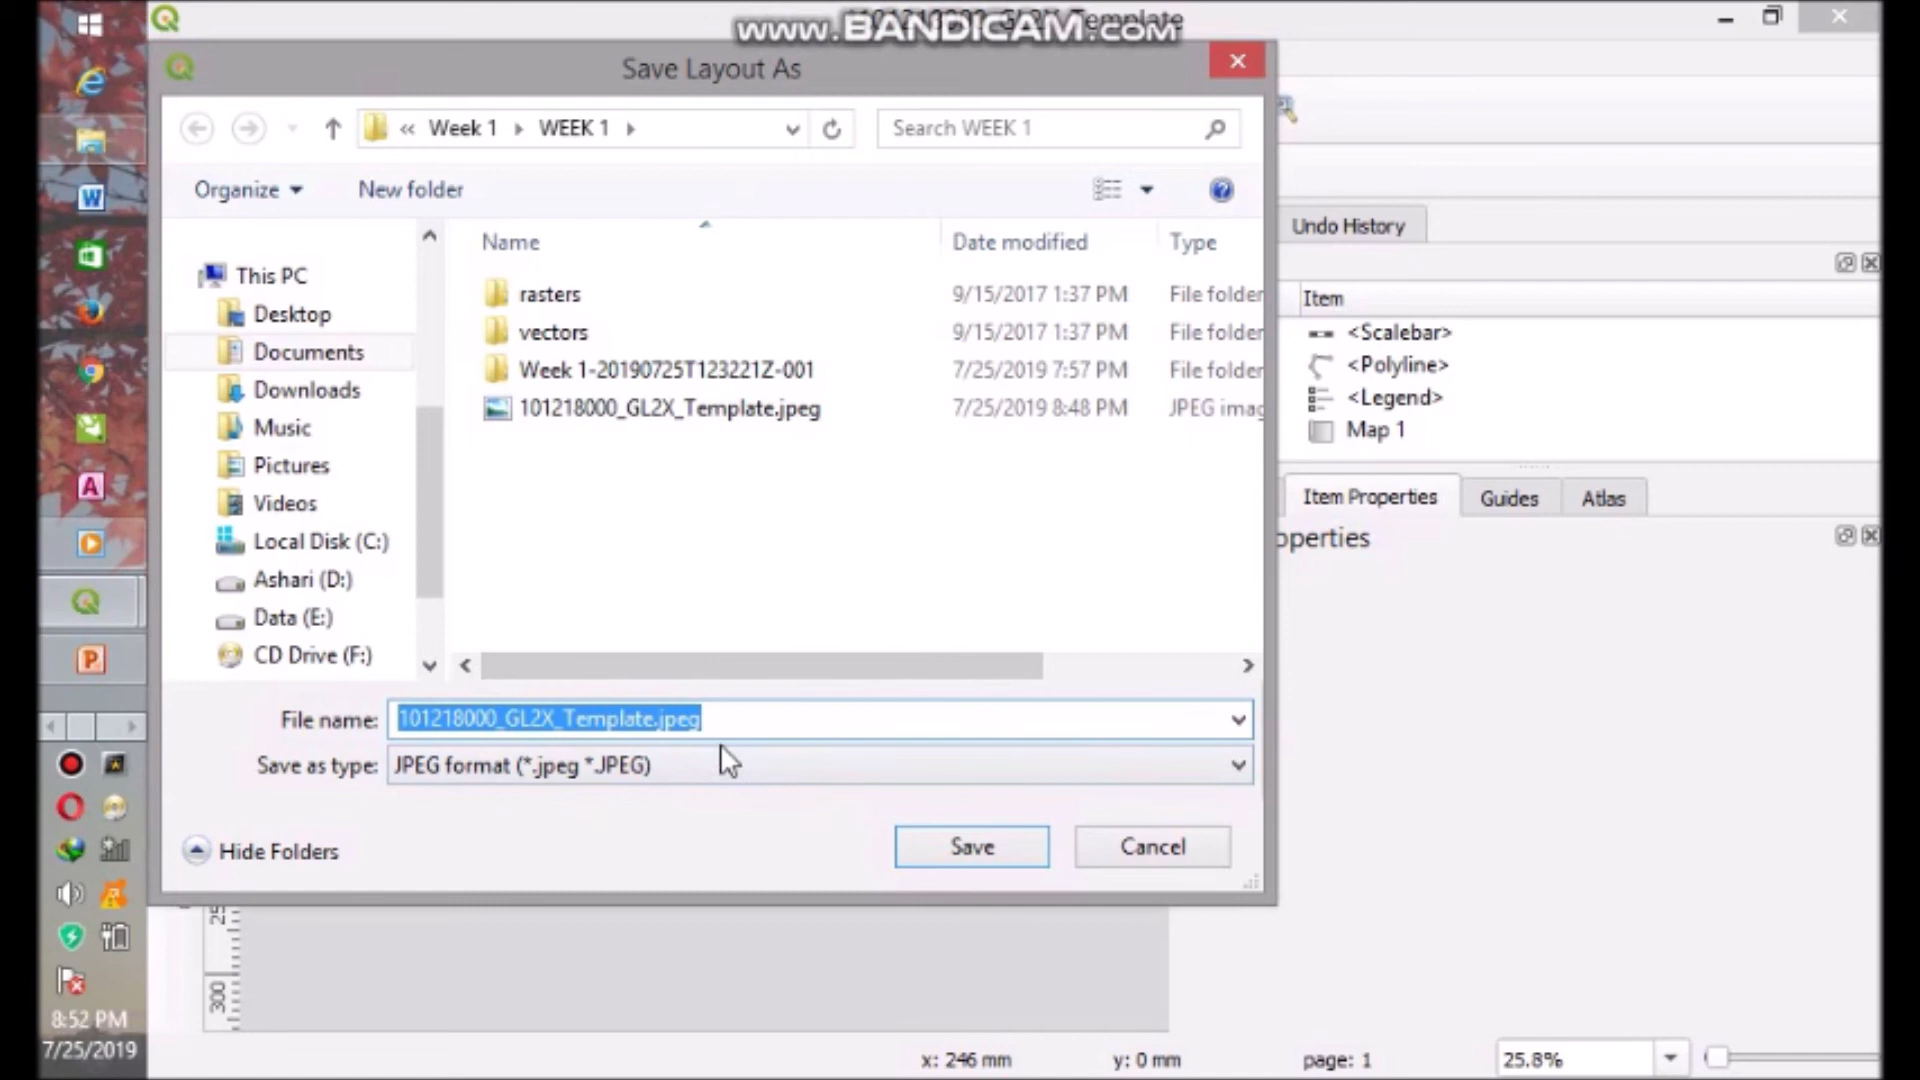 www.BANDICAM.com
Save Layout As
« Week 1 WEEK 1
Search WEEK 1
Organize
New folder
Undo History
Name
Date modified
Type
This PC
Desktop
Documents
Downloads
Music
Pictures
Videos
Local Disk (C:)
Ashari (D:)
Data (E:)
CD Drive (F:)
rasters 9/15/2017 1:37 PM File folder
vectors 9/15/2017 1:37 PM File folder
Week 1-20190725T123221Z-001 7/25/2019 7:57 PM File folder
101218000_GL2X_Template.jpeg 7/25/2019 8:48 PM JPEG imag
Item
<Scalebar>
<Polyline>
<Legend>
Map 1
Item Properties
Guides
Atlas
operties
File name: 101218000_GL2X_Template.jpeg
Save as type: JPEG format (*.jpeg *.JPEG)
Hide Folders
Save
Cancel
300
8:52 PM
7/25/2019
x: 246 mm
y: 0 mm
page: 1
25.8%